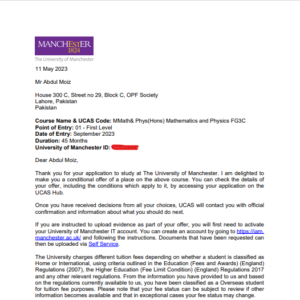 MANCHESTER
1824
The University of Manchester
11 May 2023
Mr Abdul Moiz
House 300 C, Street no 29, Block C, OPF Society
Lahore, Pakistan
Pakistan
Course Name & UCAS Code: MMath& Phys(Hons) Mathematics and Physics FG3C
Point of Entry: 01 - First Level
Date of Entry: September 2023
Duration: 45 Months
University of Manchester ID:
Dear Abdul Moiz,
Thank you for your application to study at The University of Manchester. I am delighted to
make you a conditional offer of a place on the above course. You can check the details of
your offer, including the conditions which apply to it, by accessing your application on the
UCAS Hub.
Once you have received decisions from all your choices, UCAS will contact you with official
confirmation and information about what you should do next.
If you are instructed to upload evidence as part of your offer, you will first need to activate
your University of Manchester IT account. You can create an account by going to https://iam.
manchester.ac.uk/ and following the instructions. Documents that have been requested can
then be uploaded via Self Service.
The University charges different tuition fees depending on whether a student is classified as
Home or International, using criteria outlined in the Education (Fees and Awards) (England)
Regulations (2007), the Higher Education (Fee Limit Condition) (England) Regulations 2017
and any other relevant regulations. From the information you have provided to us and based
on the regulations currently available to us, you have been classified as a Overseas student
for tuition fee purposes. Please note that your fee status can be subject to review if other
information becomes available and that in exceptional cases your fee status may change.